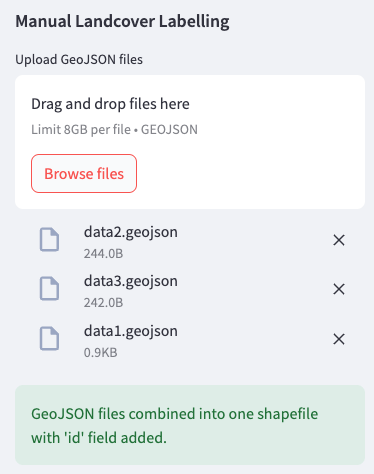 Manual Landcover Labelling
Upload GeoJSON files
Drag and drop files here
Limit 8GB per file • GEOJSON
Browse files
data2.geojson
244.0B
data3.geojson
242.0B
data1.geojson
0.9KB
GeoJSON files combined into one shapefile
with 'id' field added.